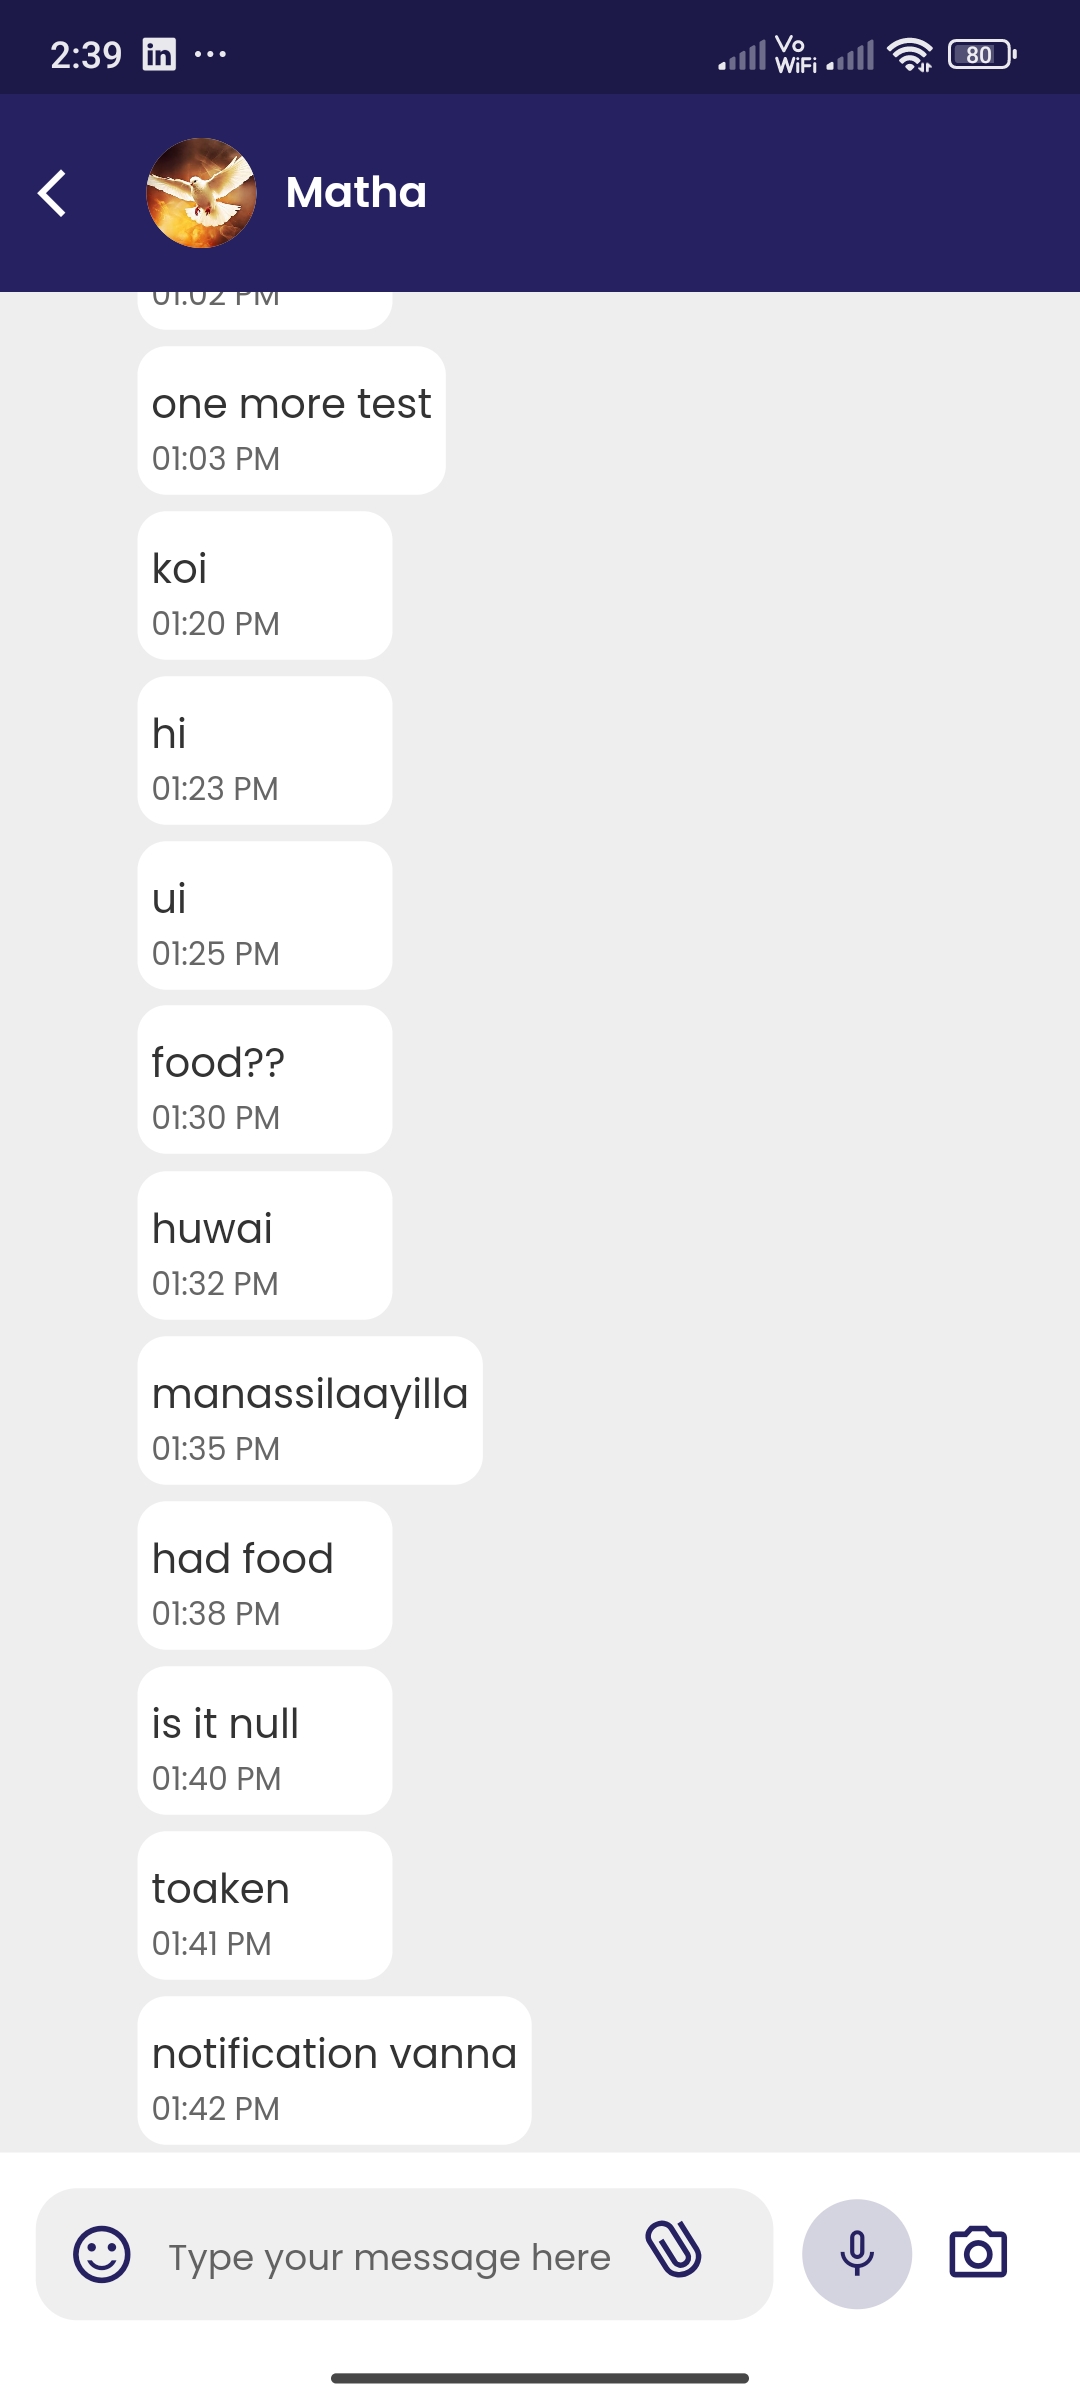 2:39 in ...
Vo
WiFi
80
Matha
01:02 PM
one more test
01:03 PM
koi
01:20 PM
hi
01:23 PM
ui
01:25 PM
food??
01:30 PM
huwai
01:32 PM
manassilaayilla
01:35 PM
had food
01:38 PM
is it null
01:40 PM
toaken
01:41 PM
notification vanna
01:42 PM
Type your message here